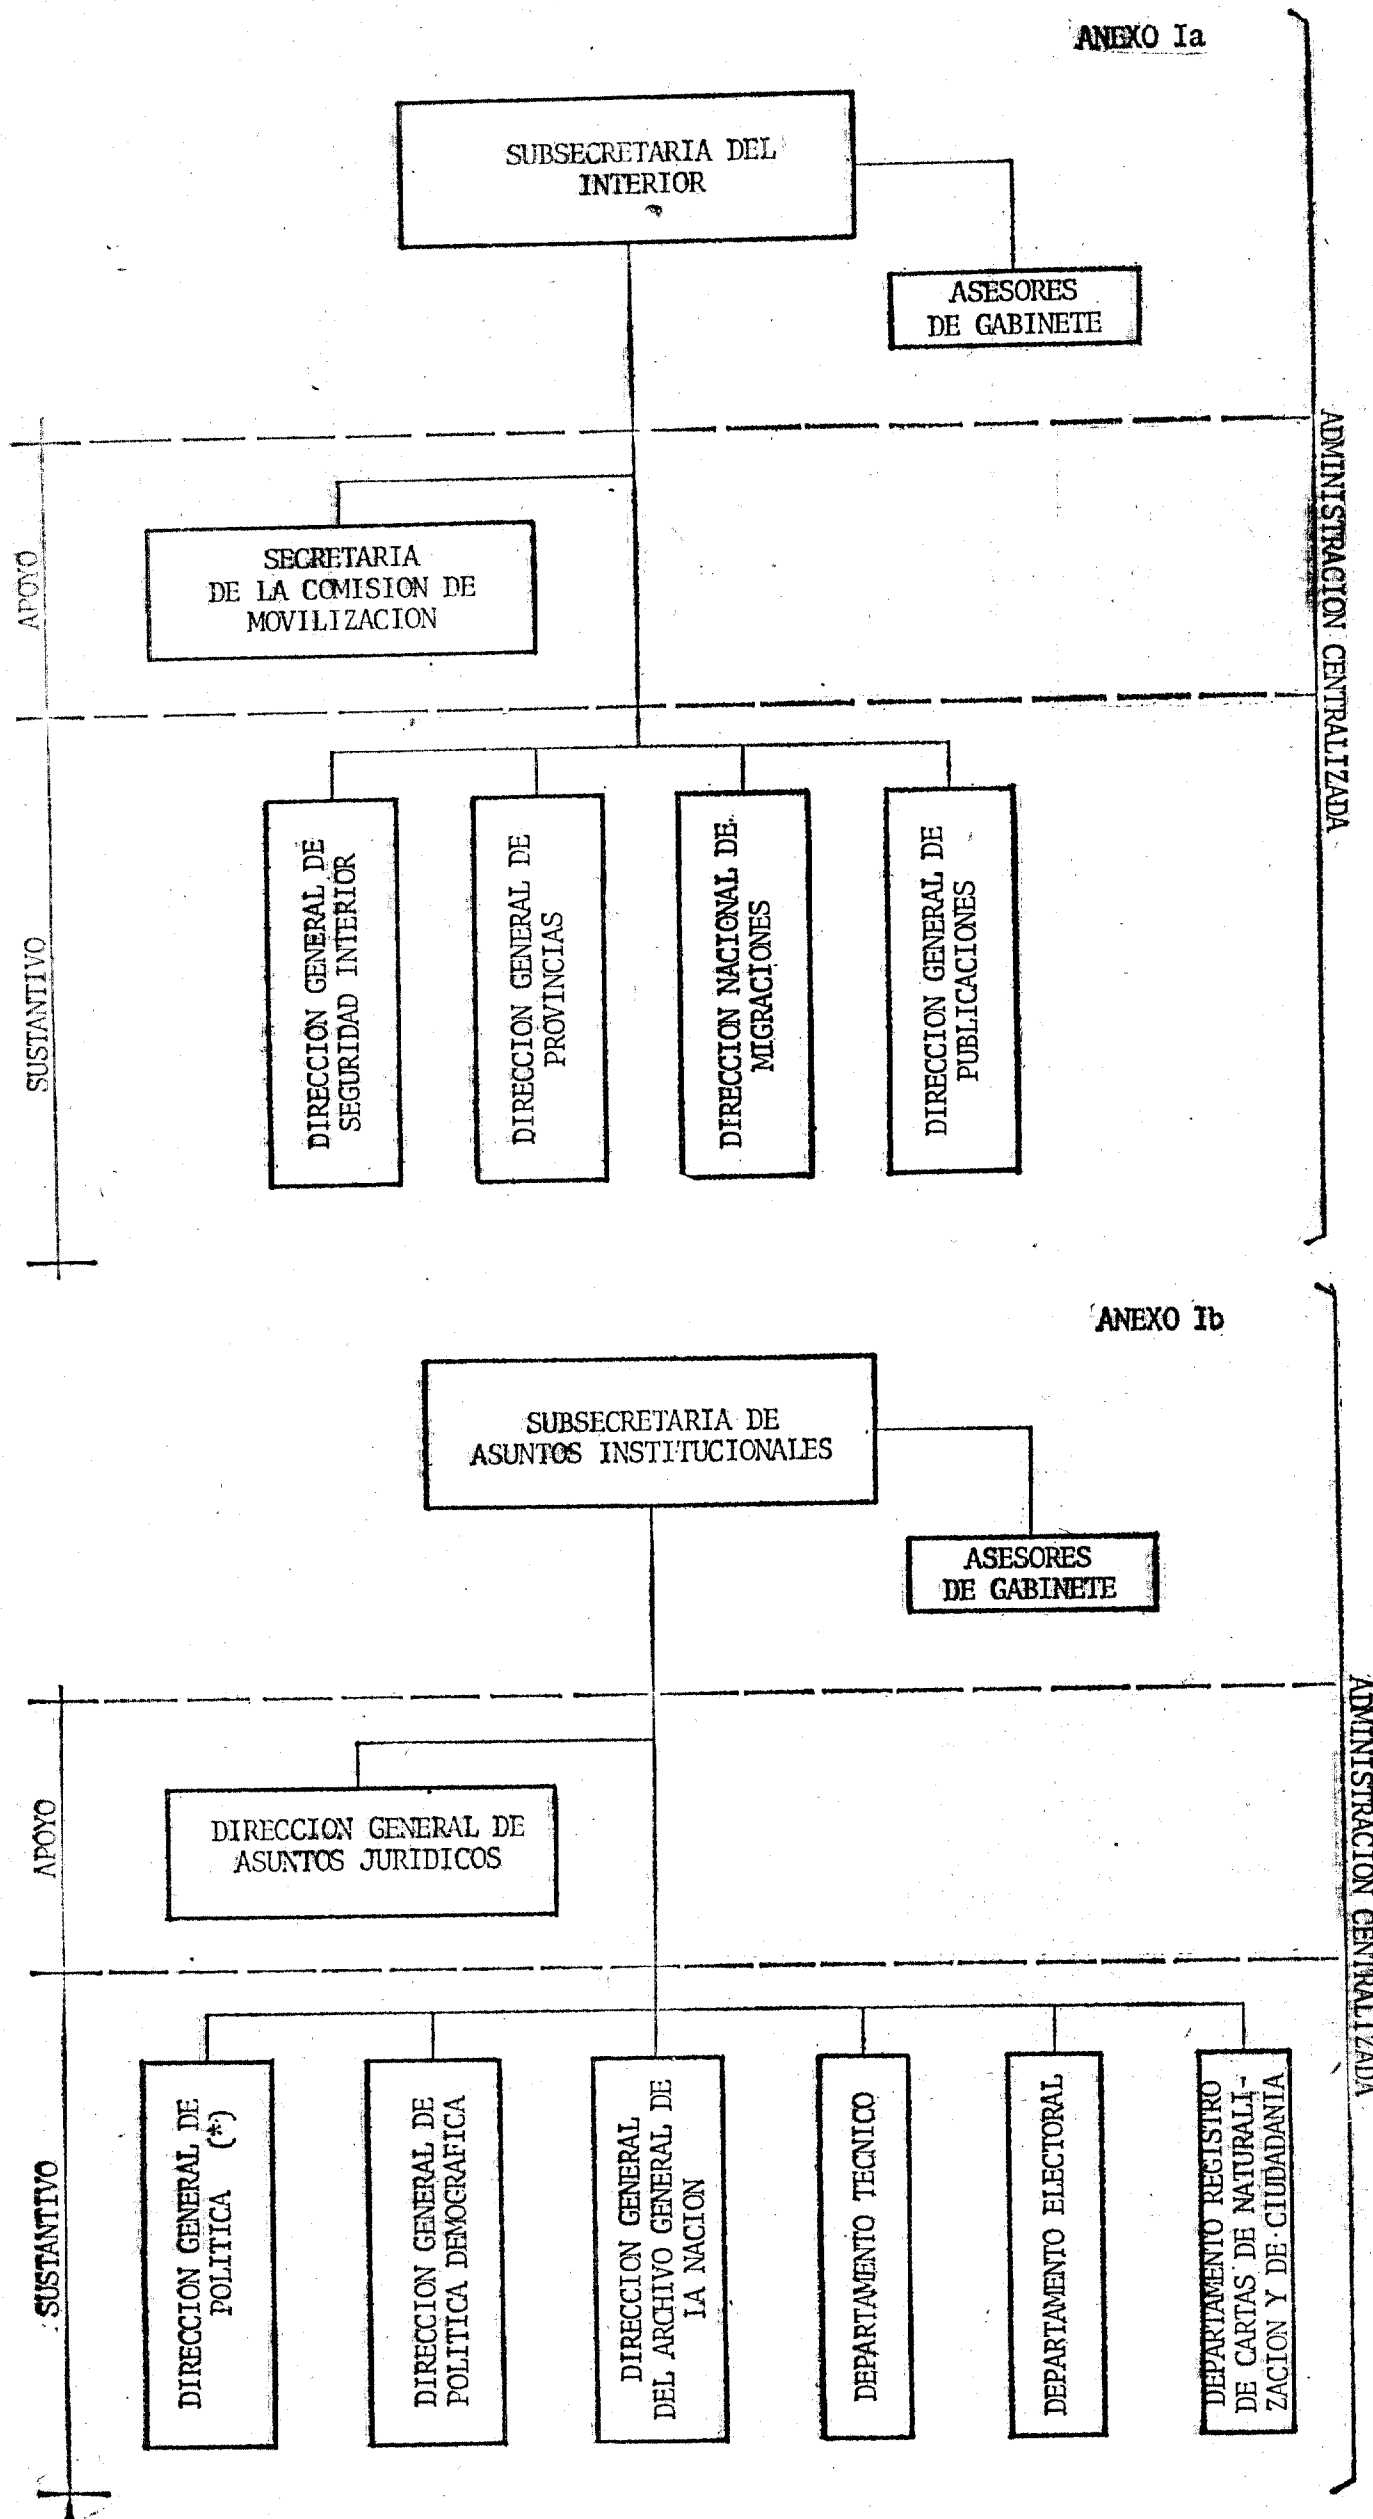 ANEXO Ia
SUBSECRETARIA DEL
INTERIOR
ASESORES
DE GABINETE
ADMINISTRACION CENTRALIZADA
APOYO
SECRETARIA
DE LA COMISION DE
MOVILIZACION
SUSTANTIVO
DIRECCION GENERAL DE
SEGURIDAD INTERIOR
DIRECCION GENERAL DE
PROVINCIAS
DIRECCION NACIONAL DE
MIGRACIONES
DIRECCION GENERAL DE
PUBLICACIONES
ANEXO Ib
SUBSECRETARIA DE
ASUNTOS INSTITUCIONALES
ASESORES
DE GABINETE
ADMINISTRACION CENTRALIZADA
APOYO
DIRECCION GENERAL DE
ASUNTOS JURIDICOS
SUSTANTIVO
DIRECCION GENERAL DE
POLITICA (*)
DIRECCION GENERAL DE
POLITICA DEMOGRAFICA
DIRECCION GENERAL
DEL ARCHIVO GENERAL DE
LA NACION
DEPARTAMENTO TECNICO
DEPARTAMENTO ELECTORAL
DEPARTAMENTO REGISTRO
DE CARTAS DE NATURALI-
ZACION Y DE CIUDADANIA